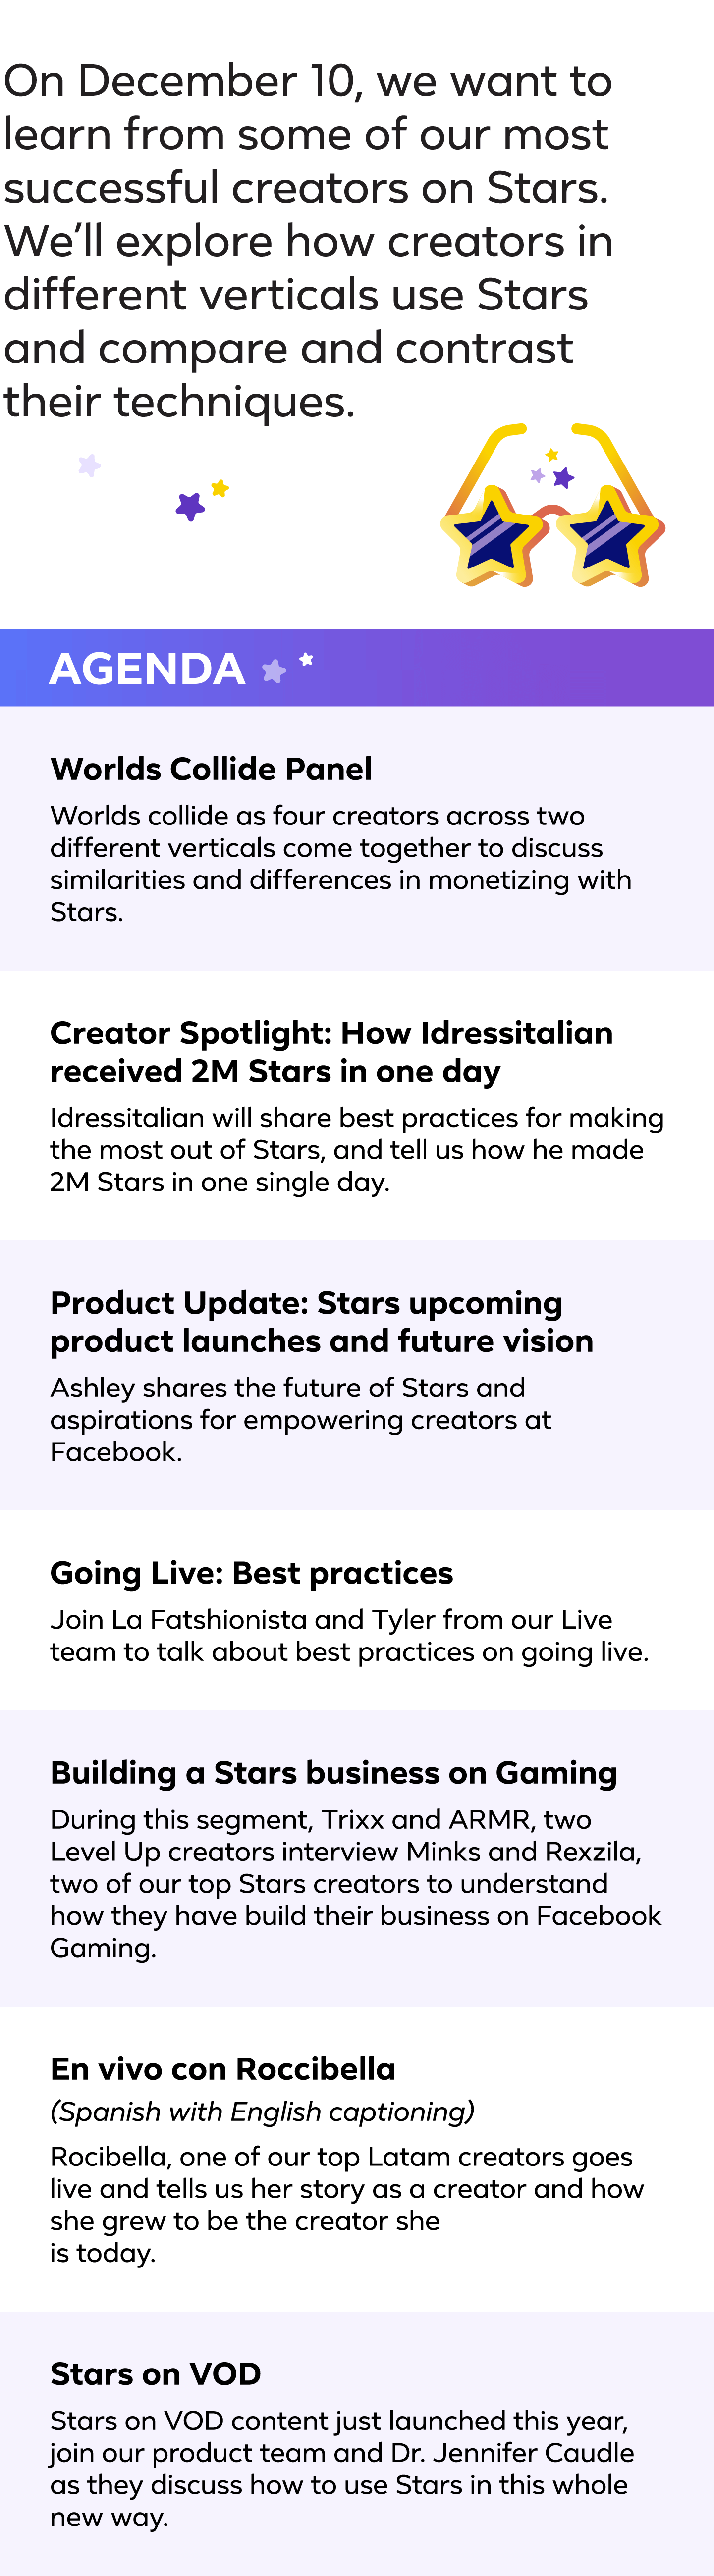 On December 10, we want to
learn from some of our most
successful creators on Stars.
We’ll explore how creators in
different verticals use Stars
and compare and contrast
their techniques.
AGENDA
Worlds Collide Panel
Worlds collide as four creators across two
different verticals come together to discuss
similarities and differences in monetizing with
Stars.
Creator Spotlight: How Idressitalian
received 2M Stars in one day
Idressitalian will share best practices for making
the most out of Stars, and tell us how he made
2M Stars in one single day.
Product Update: Stars upcoming
product launches and future vision
Ashley shares the future of Stars and
aspirations for empowering creators at
Facebook.
Going Live: Best practices
Join La Fatshionista and Tyler from our Live
team to talk about best practices on going live.
Building a Stars business on Gaming
During this segment, Trixx and ARMR, two
Level Up creators interview Minks and Rexzila,
two of our top Stars creators to understand
how they have build their business on Facebook
Gaming.
En vivo con Roccibella
(Spanish with English captioning)
Rocibella, one of our top Latam creators goes
live and tells us her story as a creator and how
she grew to be the creator she
is today.
Stars on VOD
Stars on VOD content just launched this year,
join our product team and Dr. Jennifer Caudle
as they discuss how to use Stars in this whole
new way.